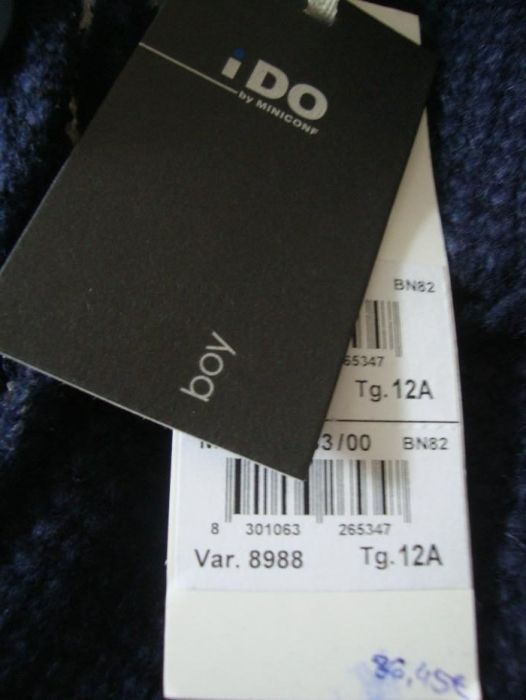 iDO
by MINICONF
boy
BN82
65347
Tg. 12A
3/00 BN82
8 301063 265347
Var. 8988 Tg. 12A
86,45€